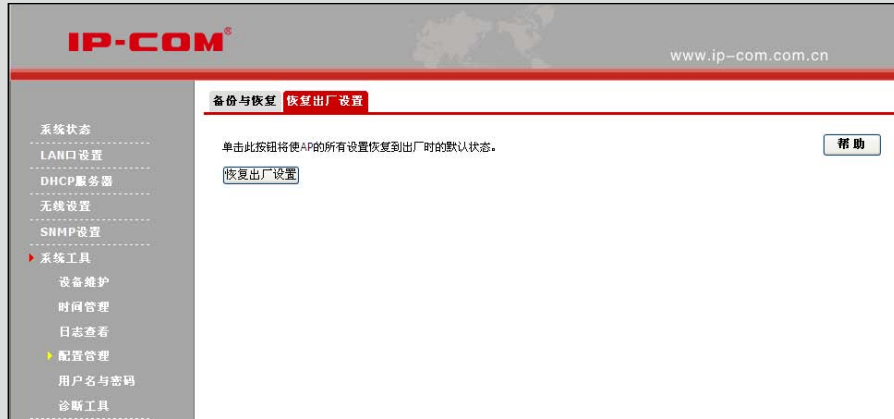 IP-COM®
www.ip-com.com.cn
备份与恢复 恢复出厂设置
系统状态
LAN口设置
DHCP服务器
无线设置
SNMP设置
系统工具
设备维护
时间管理
日志查看
配置管理
用户名与密码
诊断工具
单击此按钮将使AP的所有设置恢复到出厂时的默认状态。
恢复出厂设置
帮助